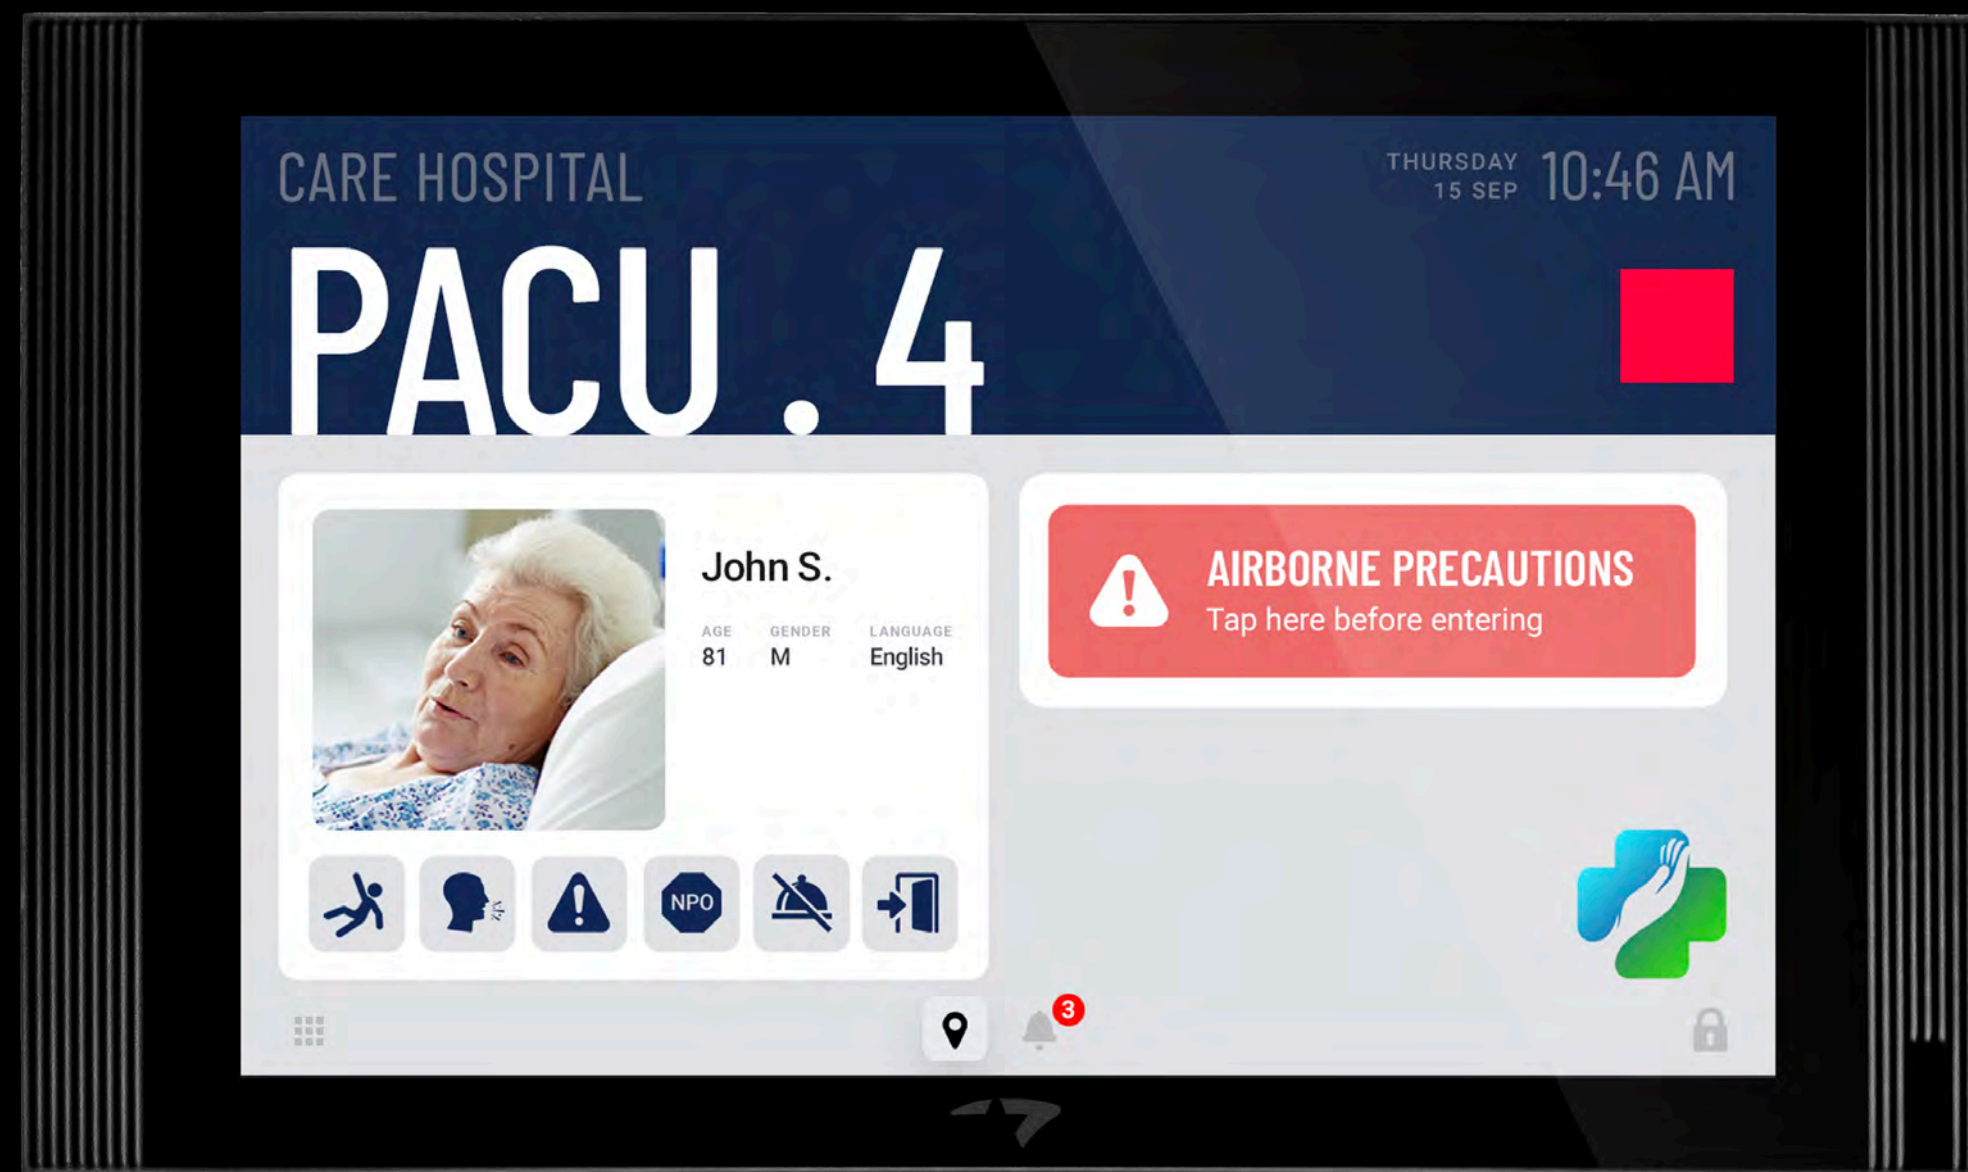 CARE HOSPITAL
THURSDAY
15 SEP
10:46 AM
PACU . 4
John S.
AGE GENDER LANGUAGE
81 M English
AIRBORNE PRECAUTIONS
Tap here before entering
NPO
3